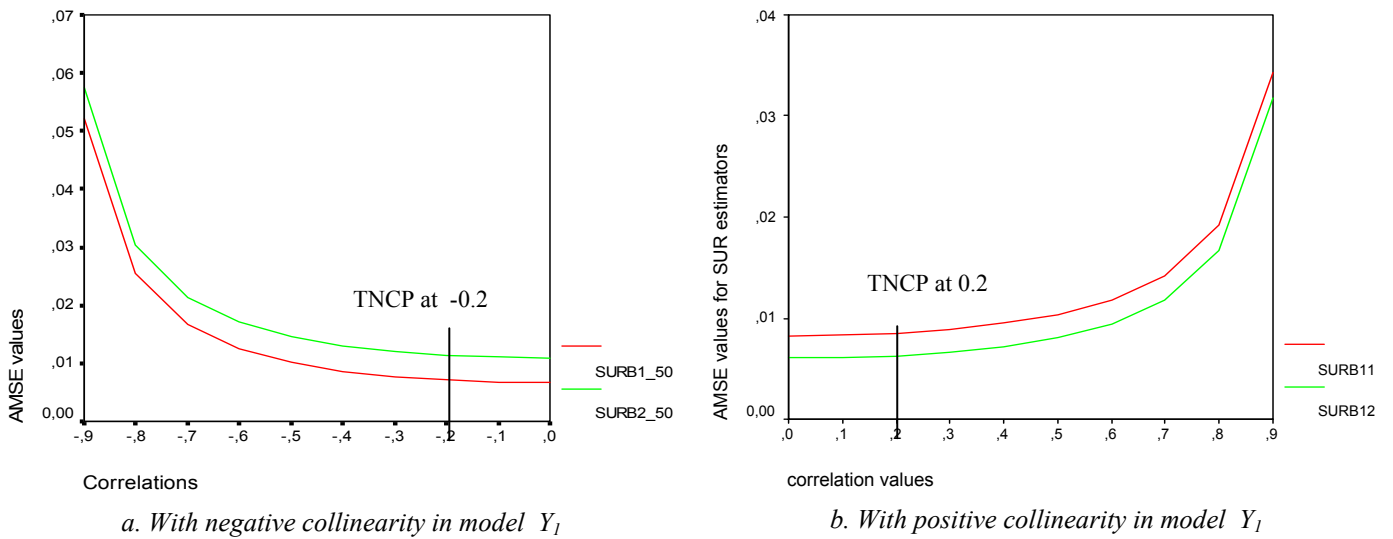 ,07
,06
,05
,04
,03
,02
,01
0,00
AMSE values
-,9
-,8
-,7
-,6
-,5
-,4
-,3
-,2
-,1
,0
Correlations
TNCP at -0.2
SURB1_50
SURB2_50
a. With negative collinearity in model Y1
,04
,03
,02
,01
0,00
AMSE values for SUR estimators
,0
,1
,2
,3
,4
,5
,6
,7
,8
,9
correlation values
TNCP at 0.2
SURB11
SURB12
b. With positive collinearity in model Y1